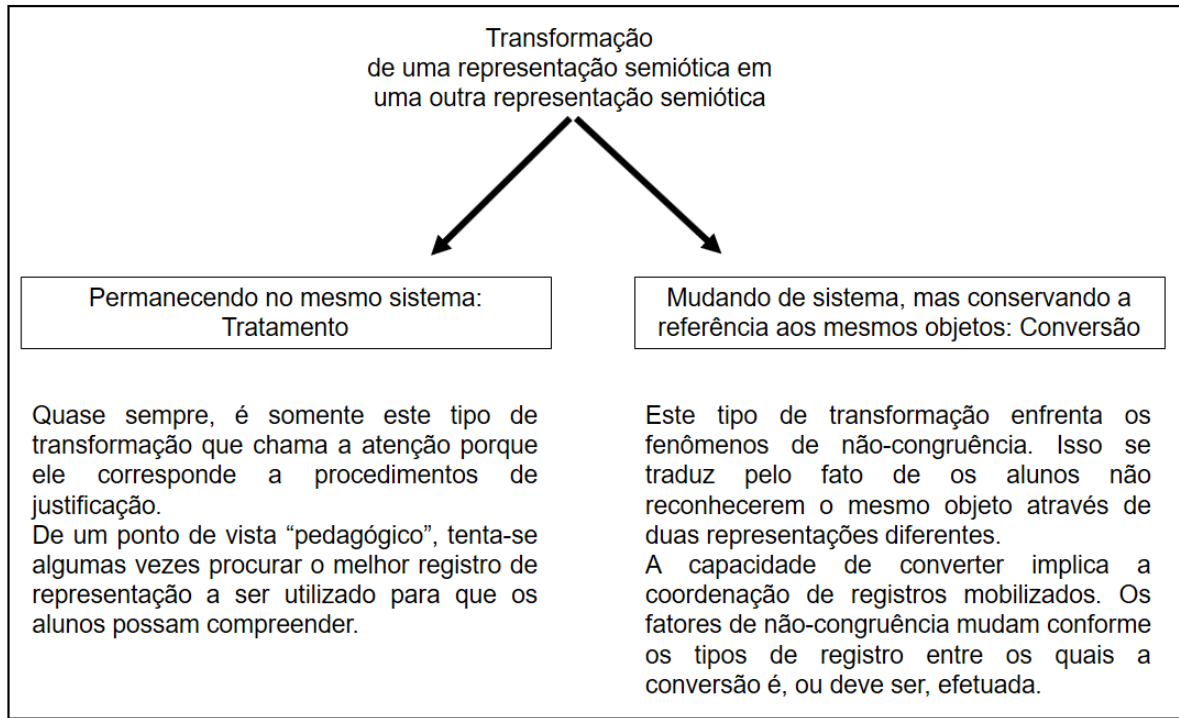 Transformação
de uma representação semiótica em
uma outra representação semiótica
Permanecendo no mesmo sistema:
Tratamento
Mudando de sistema, mas conservando a
referência aos mesmos objetos: Conversão
Quase sempre, é somente este tipo de
transformação que chama a atenção porque
ele corresponde a procedimentos de
justificação.
De um ponto de vista “pedagógico”, tenta-se
algumas vezes procurar o melhor registro de
representação a ser utilizado para que os
alunos possam compreender.
Este tipo de transformação enfrenta os
fenômenos de não-congruência. Isso se
traduz pelo fato de os alunos não
reconhecerem o mesmo objeto através de
duas representações diferentes.
A capacidade de converter implica a
coordenação de registros mobilizados. Os
fatores de não-congruência mudam conforme
os tipos de registro entre os quais a
conversão é, ou deve ser, efetuada.